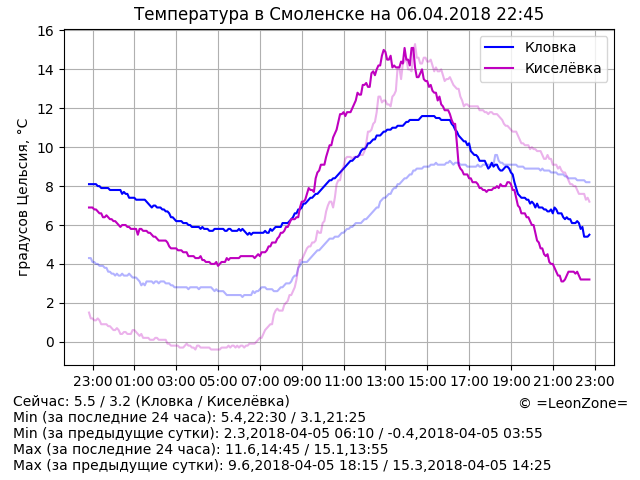 Температура в Смоленске на 06.04.2018 22:45
градусов Цельсия, °C
16
14
12
10
8
6
4
2
0
Кловка
Киселёвка
23:00 01:00 03:00 05:00 07:00 09:00 11:00 13:00 15:00 17:00 19:00 21:00 23:00
Сейчас: 5.5 / 3.2 (Кловка / Киселёвка)
© =LeonZone=
Min (за последние 24 часа): 5.4,22:30 / 3.1,21:25
Min (за предыдущие сутки): 2.3,2018-04-05 06:10 / -0.4,2018-04-05 03:55
Max (за последние 24 часа): 11.6,14:45 / 15.1,13:55
Max (за предыдущие сутки): 9.6,2018-04-05 18:15 / 15.3,2018-04-05 14:25